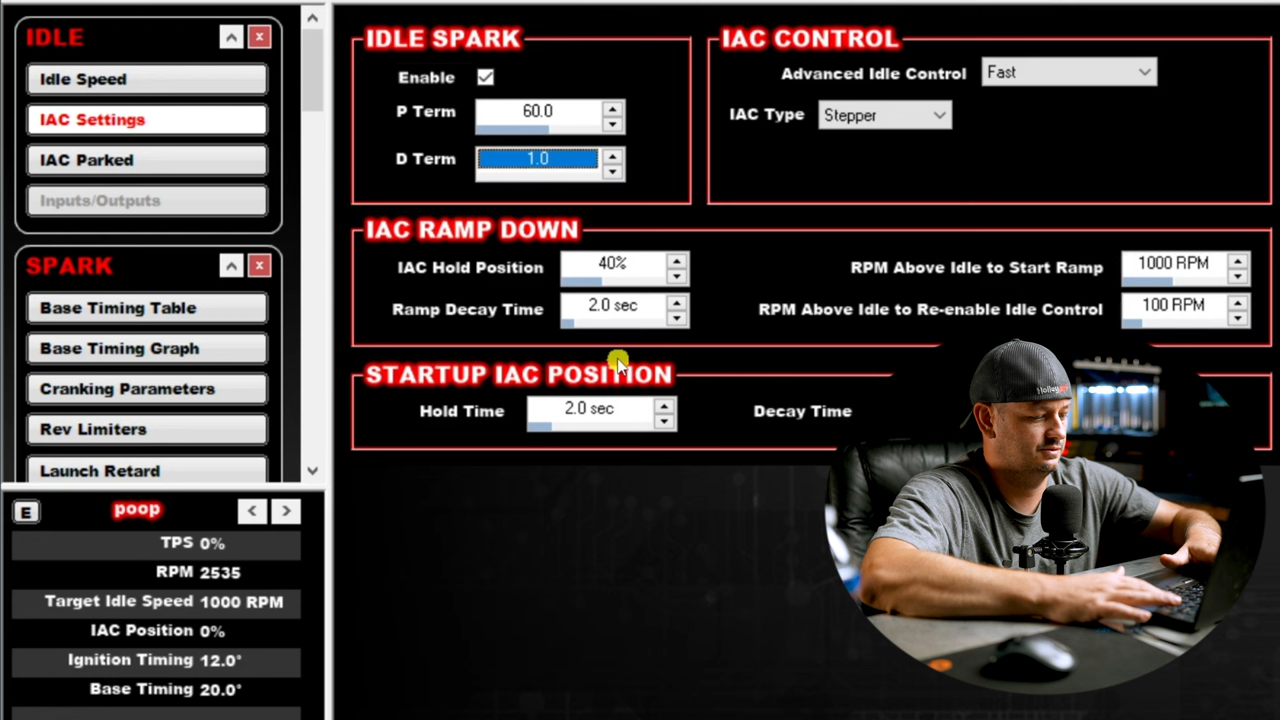 IDLE
Idle Speed
IAC Settings
IAC Parked
Inputs/Outputs
SPARK
Base Timing Table
Base Timing Graph
Cranking Parameters
Rev Limiters
Launch Retard
E poop
TPS 0%
RPM 2535
Target Idle Speed 1000 RPM
IAC Position 0%
Ignition Timing 12.0°
Base Timing 20.0°
IDLE SPARK
Enable
P Term 60.0
D Term 1.0
IAC CONTROL
Advanced Idle Control Fast
IAC Type Stepper
IAC RAMP DOWN
IAC Hold Position 40%
Ramp Decay Time 2.0 sec
RPM Above Idle to Start Ramp 1000 RPM
RPM Above Idle to Re-enable Idle Control 100 RPM
STARTUP IAC POSITION
Hold Time 2.0 sec
Decay Time